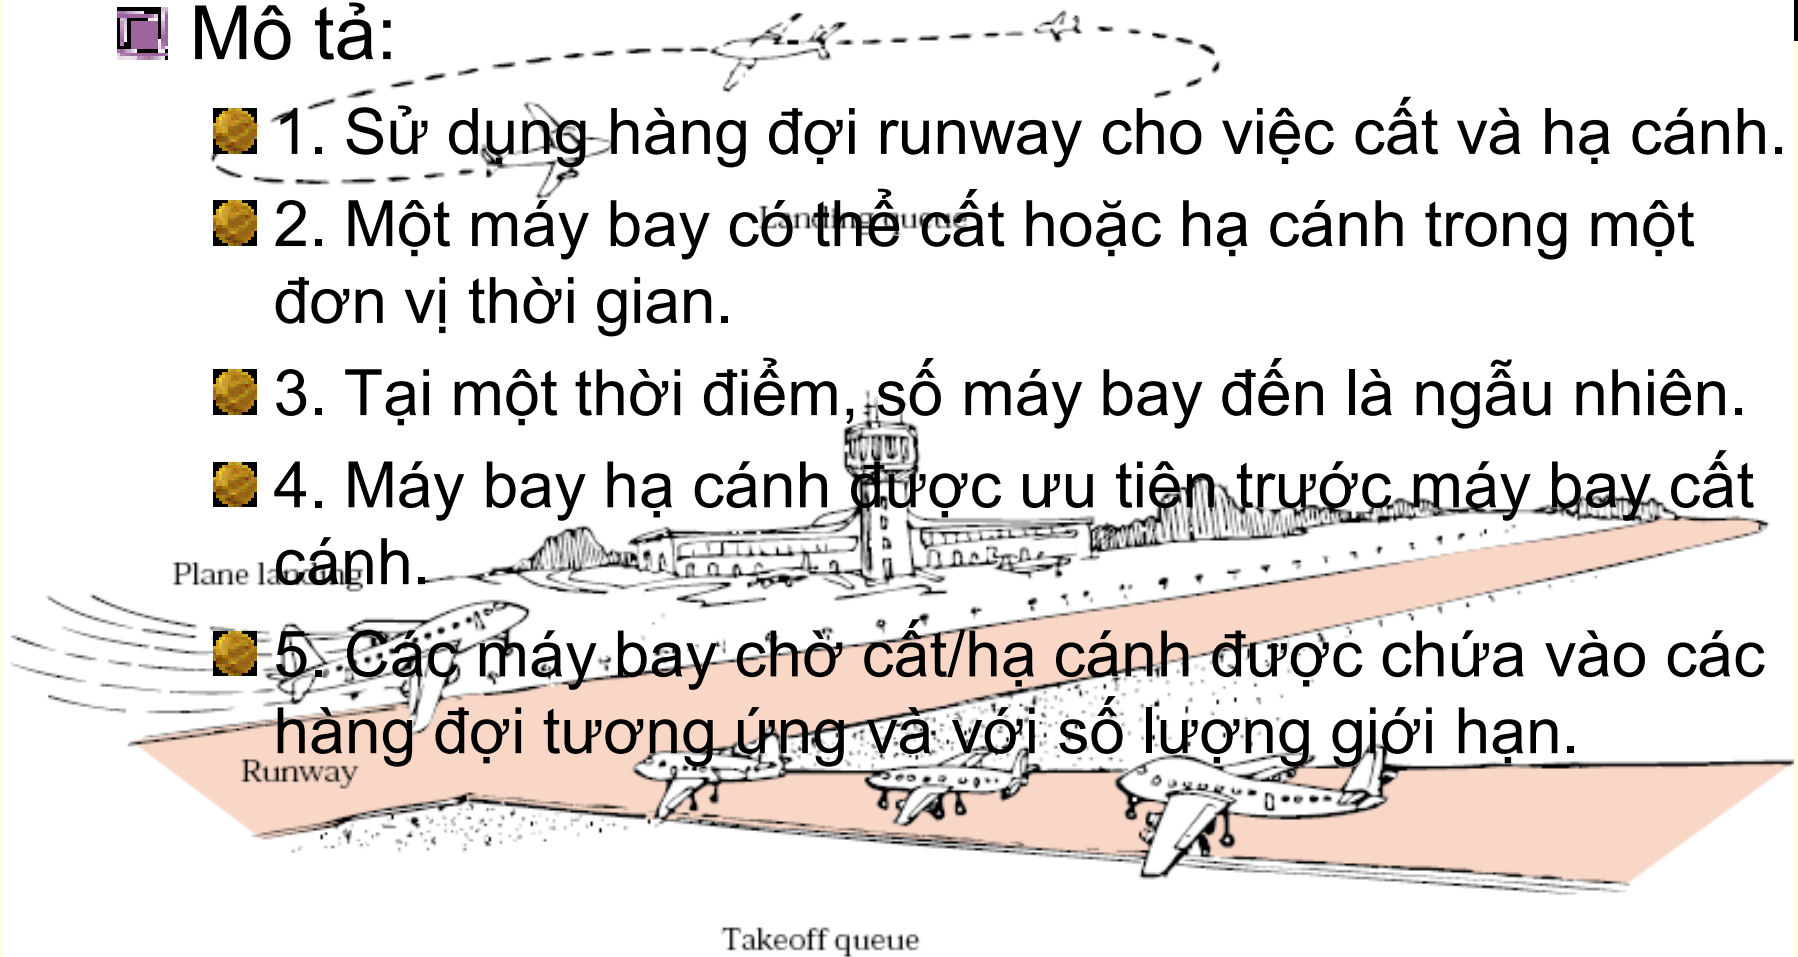 Mô tả:
1. Sử dụng hàng đợi runway cho việc cất và hạ cánh.
Landing queue
2. Một máy bay có thể cất hoặc hạ cánh trong một
đơn vị thời gian.
3. Tại một thời điểm, số máy bay đến là ngẫu nhiên.
4. Máy bay hạ cánh được ưu tiên trước máy bay cất
cánh.
Plane landing
5. Các máy bay chờ cất/hạ cánh được chứa vào các
hàng đợi tương ứng và với số lượng giới hạn.
Runway
Takeoff queue